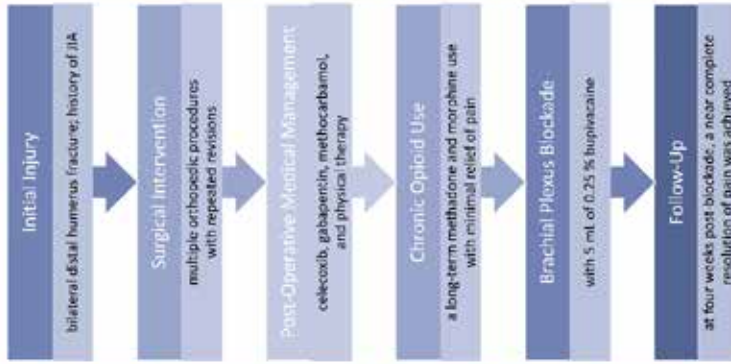 Initial Injury
bilateral distal humerus fracture; history of JIA
Surgical Intervention
multiple orthopedic procedures
with repeated revisions
Post-Operative Medical Management
celecoxib, gabapentin, methocarbamol,
and physical therapy
Chronic Opioid Use
a long-term methadone and morphine use
with minimal relief of pain
Brachial Plexus Blockade
with 5 mL of 0.25 % bupivacaine
Follow-Up
at four weeks post-blockade, a near complete
resolution of pain was achieved